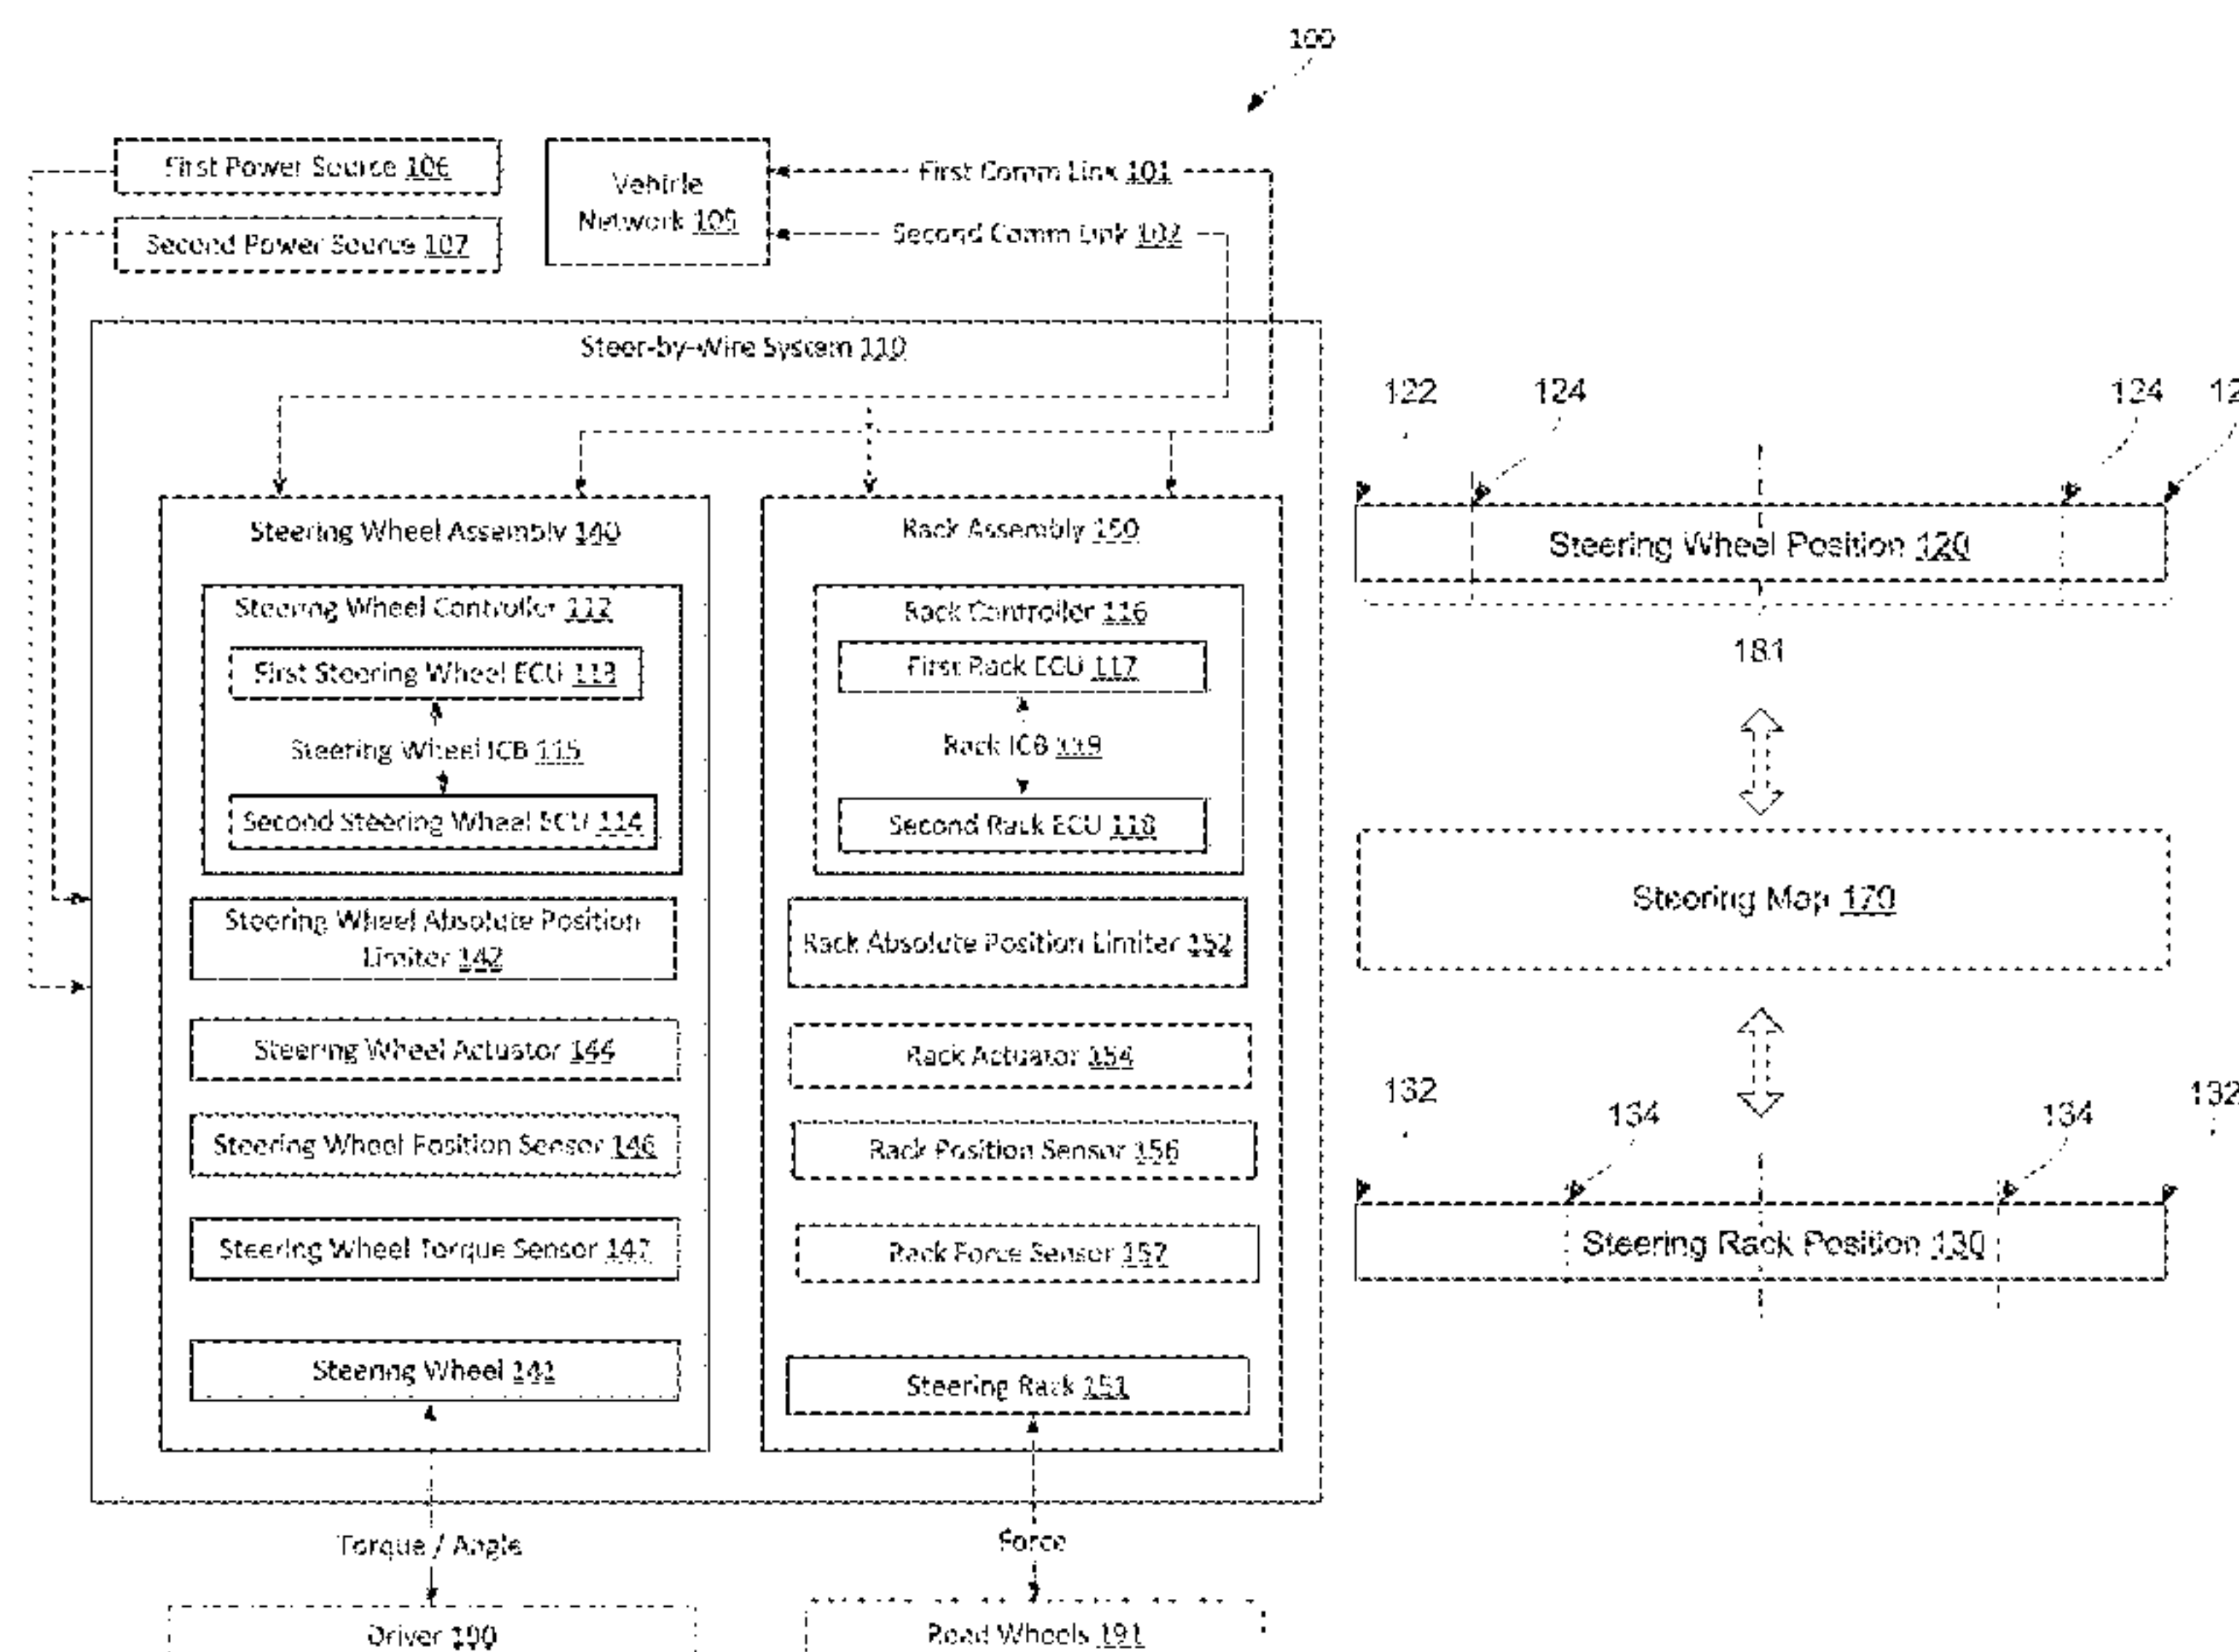 100
First Power Source 106
Second Power Source 107
Vehicle
Network 105
First Comm Link 101
Second Comm Link 102
Steer-by-Wire System 110
Steering Wheel Assembly 140
Steering Wheel Controller 112
First Steering Wheel ECU 113
Steering Wheel ICB 115
Second Steering Wheel ECU 114
Steering Wheel Absolute Position
Limiter 142
Steering Wheel Actuator 144
Steering Wheel Position Sensor 146
Steering Wheel Torque Sensor 147
Steering Wheel 141
Torque / Angle
Driver 190
Rack Assembly 150
Rack Controller 116
First Rack ECU 117
Rack ICB 119
Second Rack ECU 118
Rack Absolute Position Limiter 152
Rack Actuator 154
Rack Position Sensor 156
Rack Force Sensor 157
Steering Rack 151
Force
Road Wheels 191
122
124
124
12
Steering Wheel Position 120
181
Steering Map 170
132
134
134
132
Steering Rack Position 130